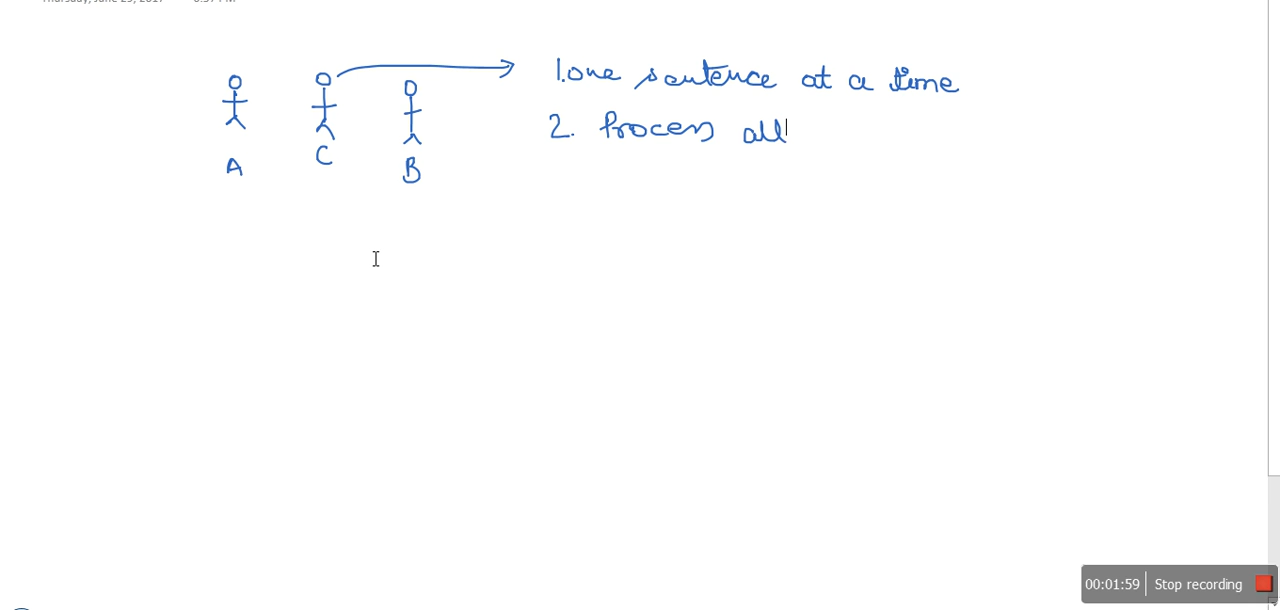 1. one sentence at a time
2. Process all
A
C
B
00:01:59 Stop recording